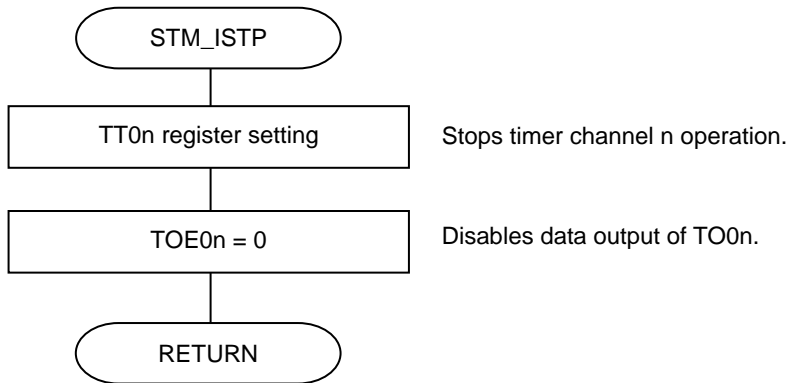 STM_ISTP
TT0n register setting
Stops timer channel n operation.
TOE0n = 0
Disables data output of TO0n.
RETURN